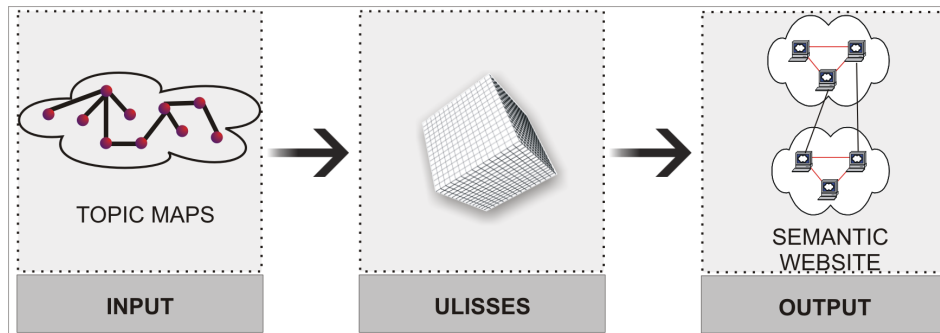 TOPIC MAPS
INPUT
ULISSES
SEMANTIC
WEBSITE
OUTPUT